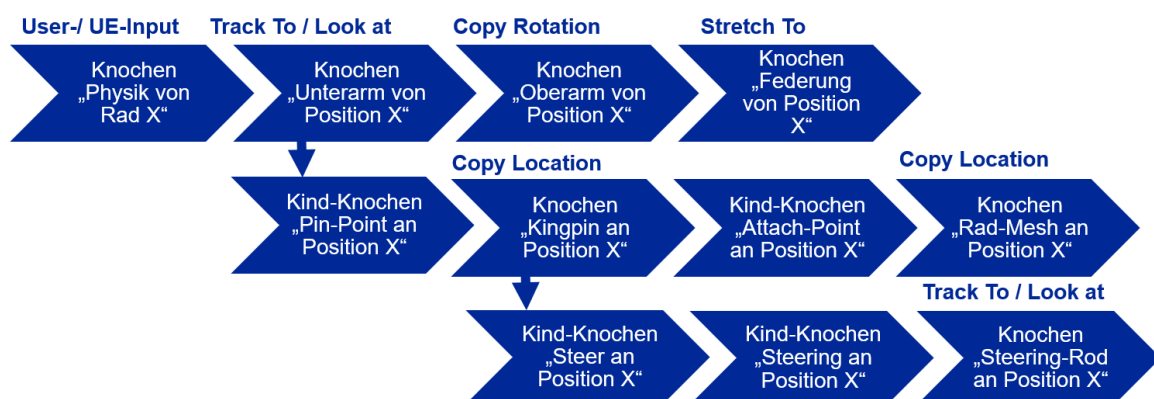 User-/ UE-Input
Track To / Look at
Copy Rotation
Stretch To
Knochen
„Physik von
Rad X“
Knochen
„Unterarm von
Position X“
Knochen
„Oberarm von
Position X“
Knochen
„Federung
von Position
X“
Copy Location
Copy Location
Kind-Knochen
„Pin-Point an
Position X“
Knochen
„Kingpin an
Position X“
Kind-Knochen
„Attach-Point
an Position X“
Knochen
„Rad-Mesh an
Position X“
Track To / Look at
Kind-Knochen
„Steer an
Position X“
Kind-Knochen
„Steering an
Position X“
Knochen
„Steering-Rod
an Position X“